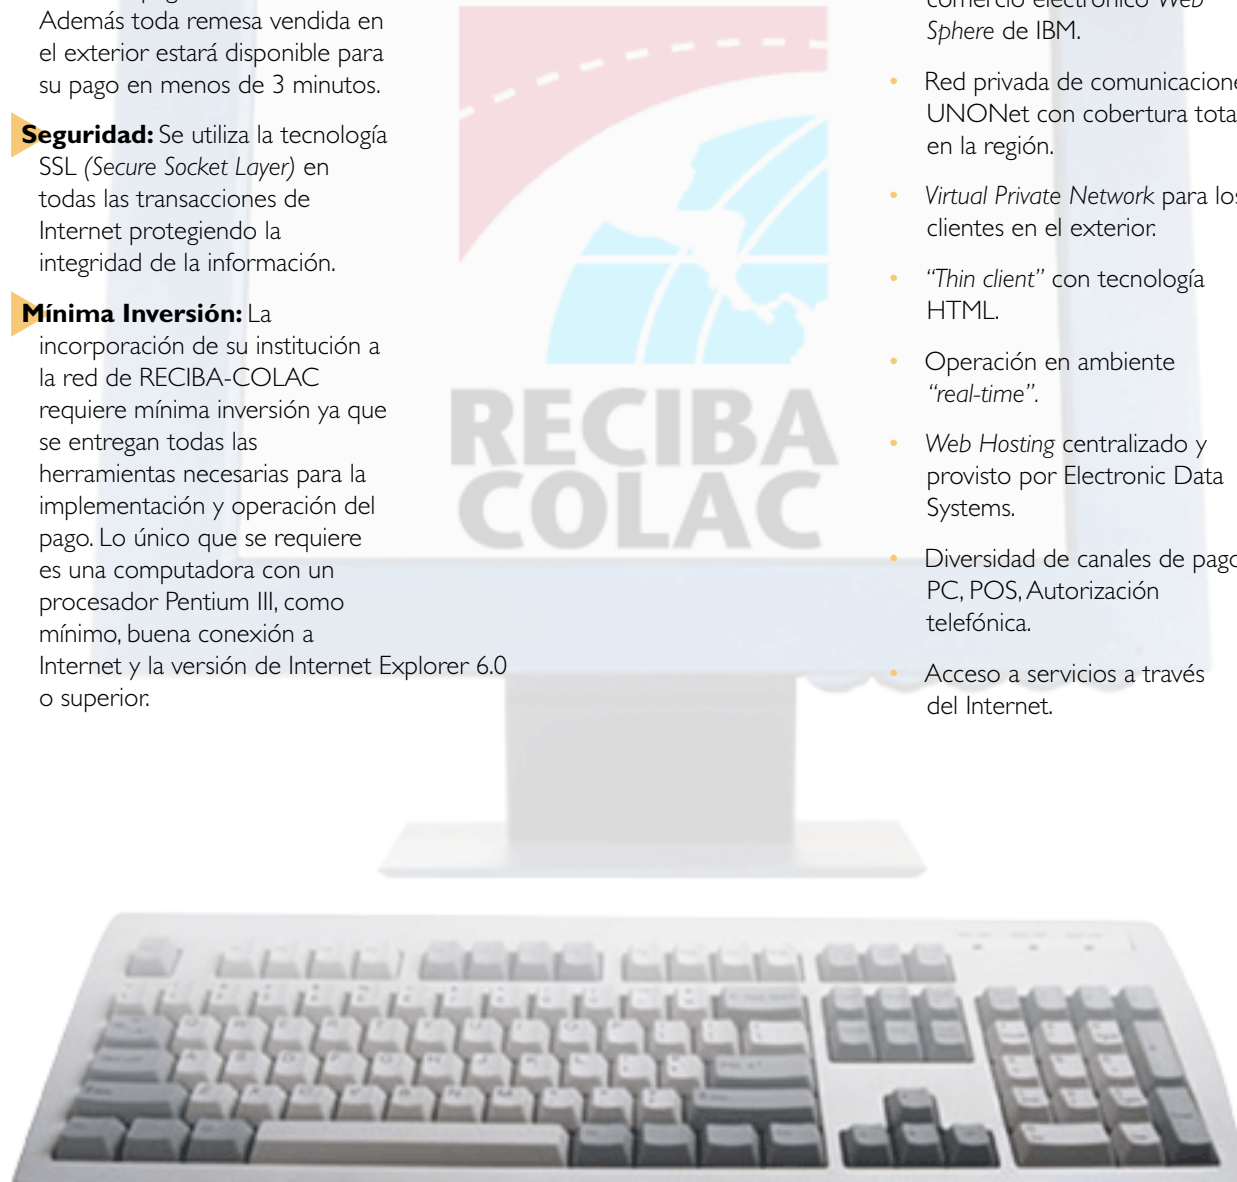 Además toda remesa vendida en
el exterior estará disponible para
su pago en menos de 3 minutos.
Seguridad: Se utiliza la tecnología
SSL (Secure Socket Layer) en
todas las transacciones de
Internet protegiendo la
integridad de la información.
Mínima Inversión: La
incorporación de su institución a
la red de RECIBA-COLAC
requiere mínima inversión ya que
se entregan todas las
herramientas necesarias para la
implementación y operación del
pago. Lo único que se requiere
es una computadora con un
procesador Pentium III, como
mínimo, buena conexión a
Internet y la versión de Internet Explorer 6.0
o superior.
RECIBA
COLAC
comercio electrónico Web
Sphere de IBM.
• Red privada de comunicacione
UNONet con cobertura tota
en la región.
• Virtual Private Network para los
clientes en el exterior.
• “Thin client” con tecnología
HTML.
• Operación en ambiente
“real-time”.
• Web Hosting centralizado y
provisto por Electronic Data
Systems.
• Diversidad de canales de pago
PC, POS, Autorización
telefónica.
• Acceso a servicios a través
del Internet.